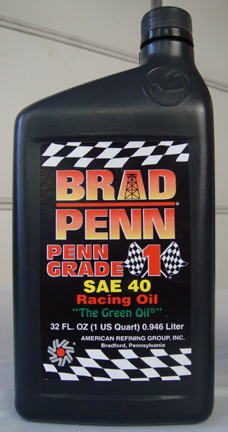 BRAD
PENN®
PENN
GRADE 1
SAE 40
Racing Oil
"The Green Oil®"
32 FL. OZ (1 US Quart) 0.946 Liter
AMERICAN REFINING GROUP, INC.
Bradford, Pennsylvania